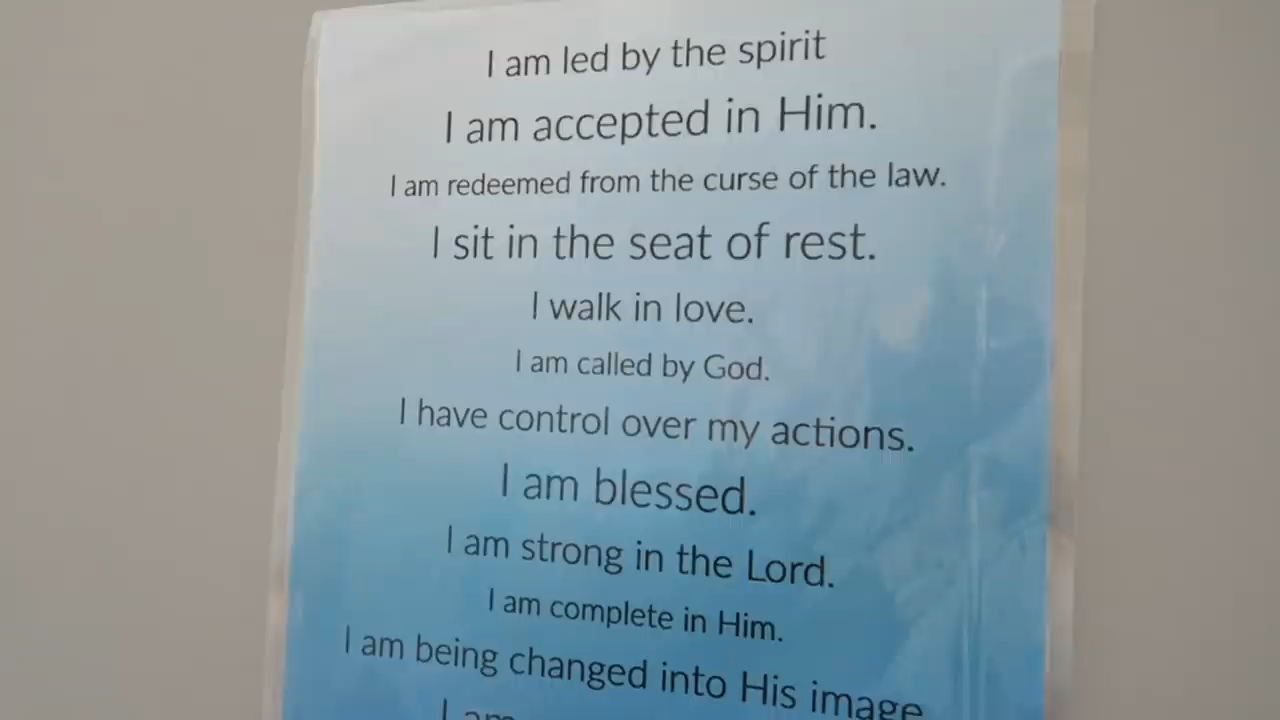 I am led by the spirit
I am accepted in Him.
I am redeemed from the curse of the law.
I sit in the seat of rest.
I walk in love.
I am called by God.
I have control over my actions.
I am blessed.
I am strong in the Lord.
I am complete in Him.
I am being changed into His image
I am